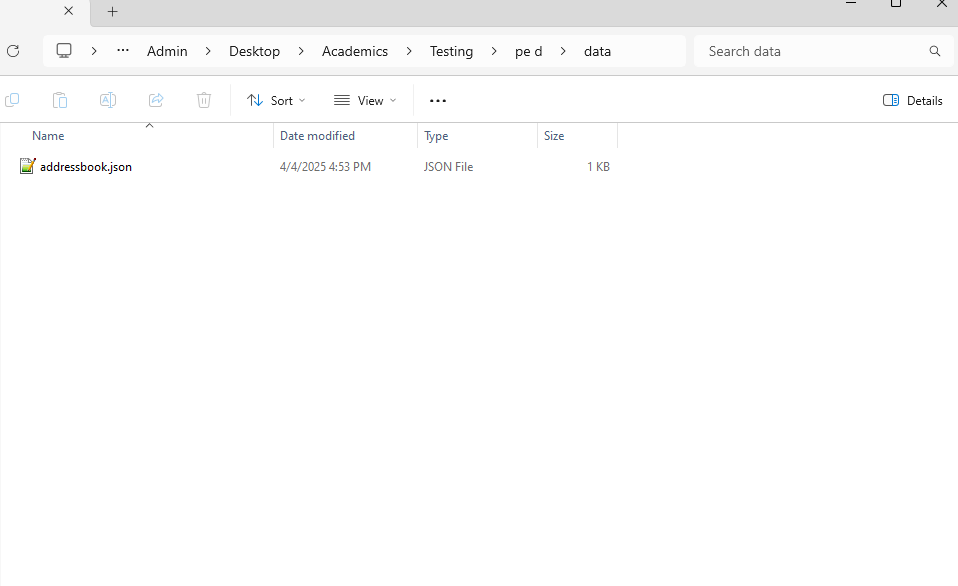 Admin > Desktop > Academics > Testing > pe d > data
Search data
Sort
View
Details
Name Date modified Type Size
addressbook.json 4/4/2025 4:53 PM JSON File 1 KB